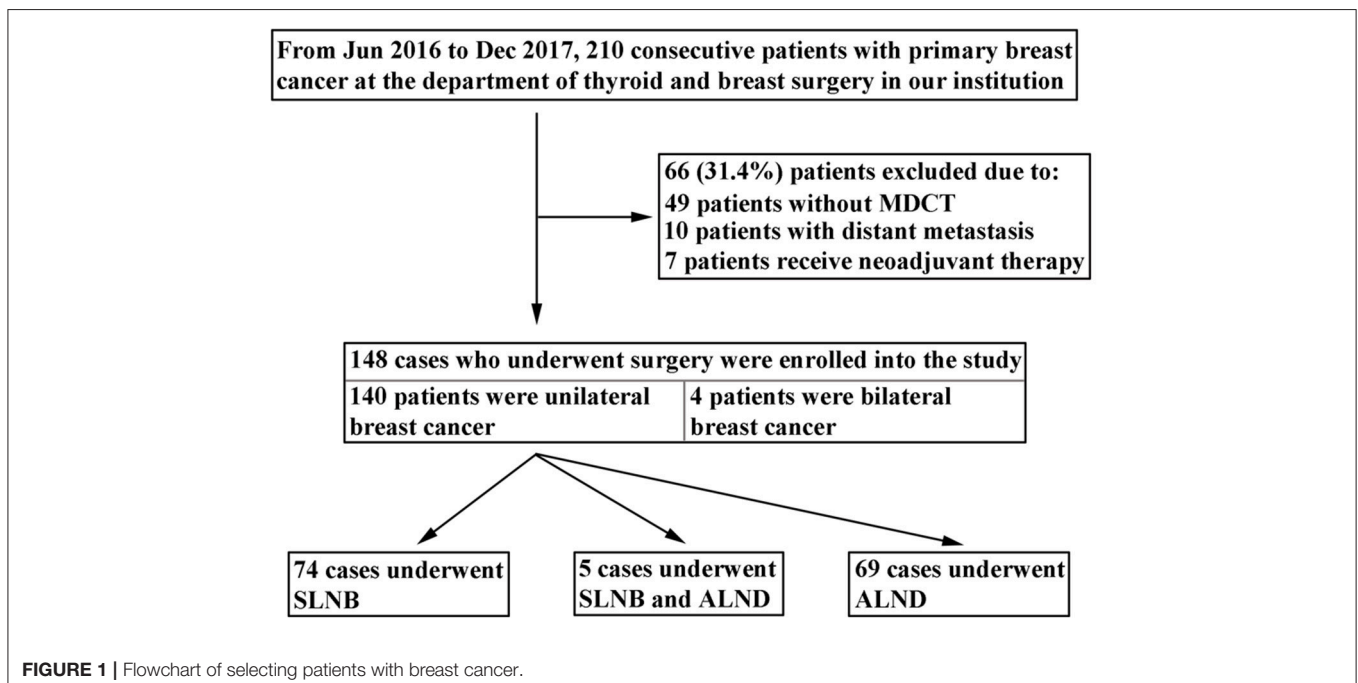 From Jun 2016 to Dec 2017, 210 consecutive patients with primary breast
cancer at the department of thyroid and breast surgery in our institution
66 (31.4%) patients excluded due to:
49 patients without MDCT
10 patients with distant metastasis
7 patients receive neoadjuvant therapy
148 cases who underwent surgery were enrolled into the study
140 patients were unilateral
breast cancer
4 patients were bilateral
breast cancer
74 cases underwent
SLNB
5 cases underwent
SLNB and ALND
69 cases underwent
ALND
FIGURE 1 | Flowchart of selecting patients with breast cancer.